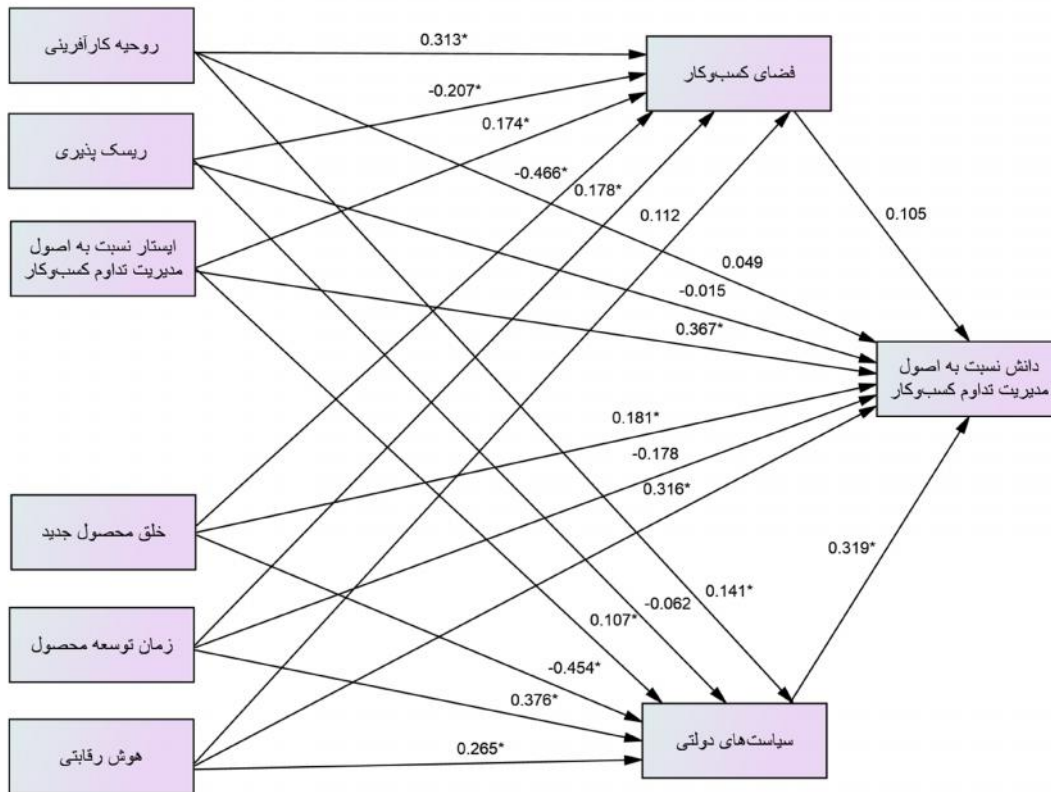 روحیه کارآفرینی
0.313*
فضای کسب‌وکار
-0.207*
ریسک پذیری
0.174*
-0.466*
0.178*
0.112
0.105
ایستار نسبت به اصول
مدیریت تداوم کسب‌وکار
0.049
-0.015
0.367*
دانش نسبت به اصول
مدیریت تداوم کسب‌وکار
0.181*
-0.178
0.316*
خلق محصول جدید
0.319*
0.141*
-0.062
0.107*
زمان توسعه محصول
-0.454*
0.376*
سیاست‌های دولتی
هوش رقابتی
0.265*